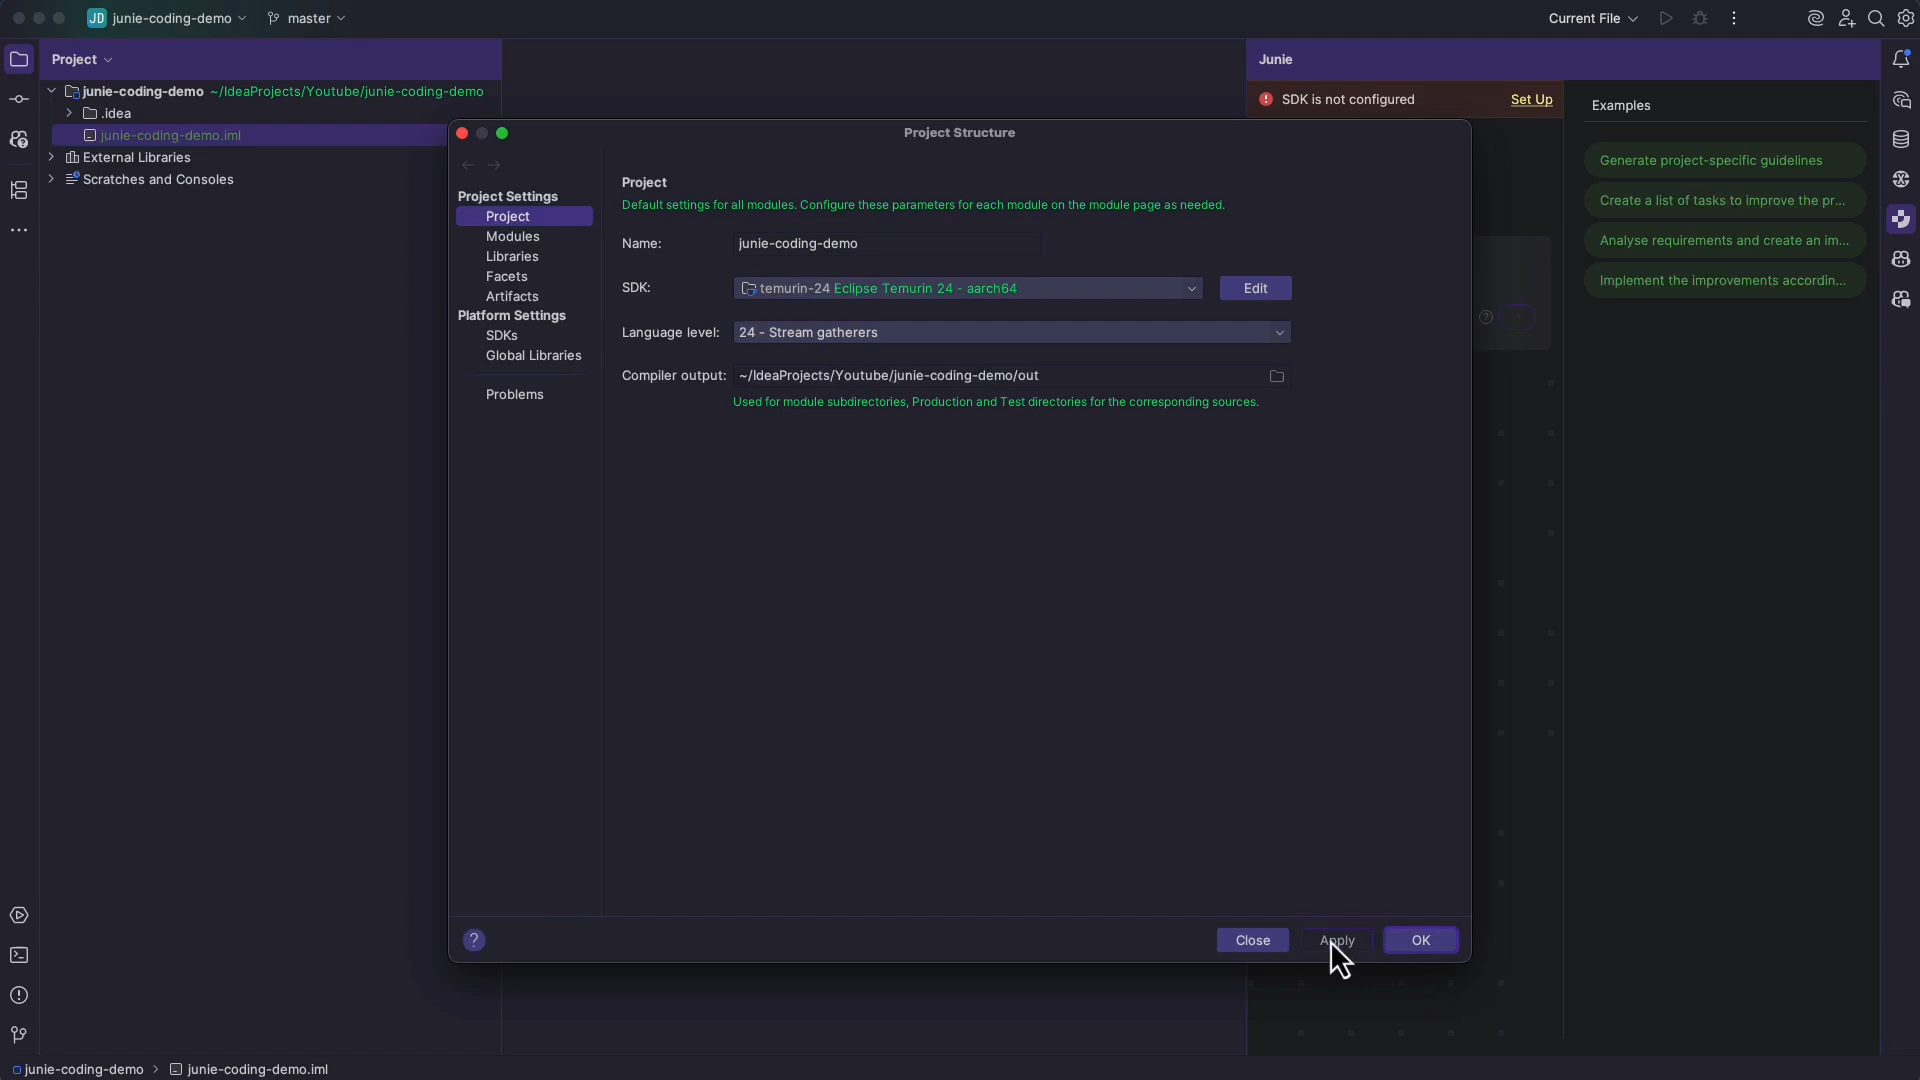 JD junie-coding-demo master Current File
Project
Junie
junie-coding-demo ~/IdeaProjects/Youtube/junie-coding-demo
.idea
junie-coding-demo.iml
External Libraries
Scratches and Consoles
SDK is not configured Set Up
Examples
Generate project-specific guidelines
Create a list of tasks to improve the pr...
Analyse requirements and create an im...
Implement the improvements accordin...
Project Structure
Project Settings
Project
Modules
Libraries
Facets
Artifacts
Platform Settings
SDKs
Global Libraries
Problems
Project
Default settings for all modules. Configure these parameters for each module on the module page as needed.
Name: junie-coding-demo
SDK: temurin-24 Eclipse Temurin 24 - aarch64 Edit
Language level: 24 - Stream gatherers
Compiler output: ~/IdeaProjects/Youtube/junie-coding-demo/out
Used for module subdirectories, Production and Test directories for the corresponding sources.
? Close Apply OK
junie-coding-demo > junie-coding-demo.iml